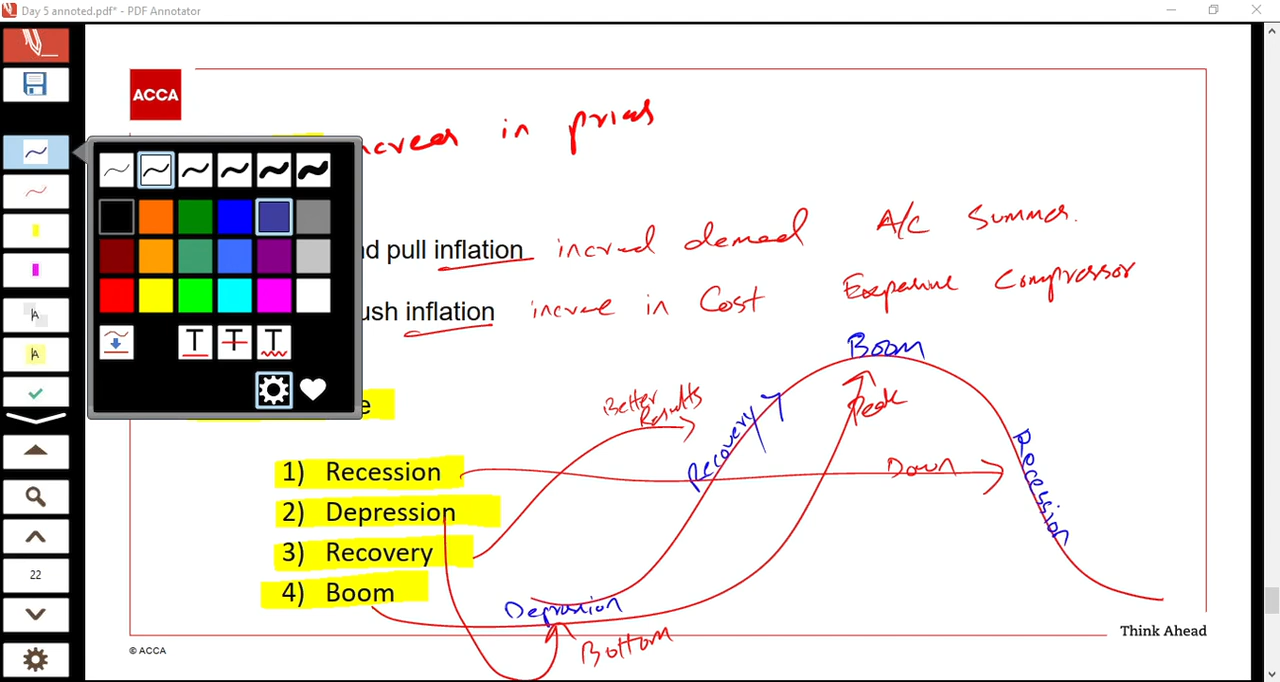 Day 5 annoted.pdf* - PDF Annotator
ACCA
increas in prices
nd pull inflation increed demand A/C Summer.
ush inflation increase in Cost Expensive Compressor
e
Boom
Better
Results
Peak
Recovery
1) Recession
Down
Recession
2) Depression
3) Recovery
4) Boom
Depression
Bottom
22
Think Ahead
© ACCA